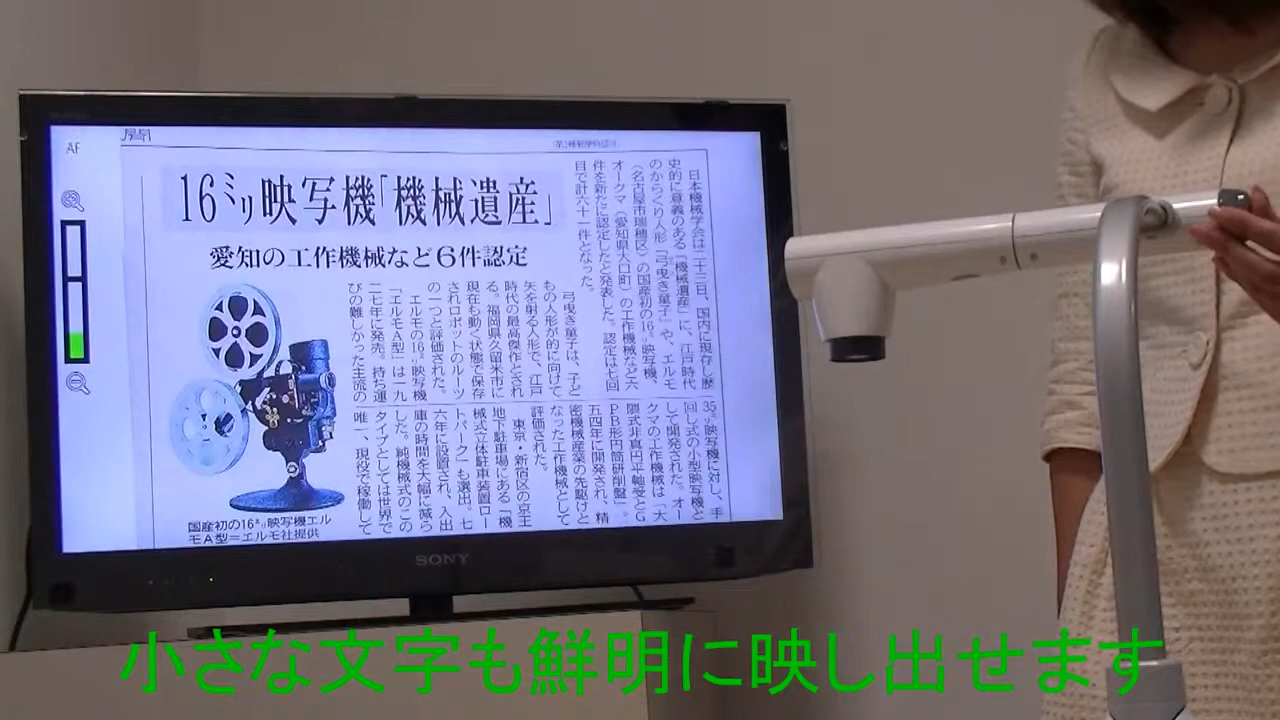 AF
16ミリ映写機「機械遺産」
愛知の工作機械など6件認定
日本機械学会は二十三日、国内に現存し歴
史的に意義のある「機械遺産」に、江戸時代
のからくり人形「弓曳き童子」や、エルモ
（名古屋市瑞穂区）の国産初の16ミリ映写機、
オークマ（愛知県大口町）の工作機械など六
件を新たに認定したと発表した。認定は七回
目で計六十一件となった。
弓曳き童子は、子ど
もの人形が的に向けて
矢を射る人形で、江戸
時代の最高傑作とされ
る。福岡県久留米市に
現在も動く状態で保存
されロボットのルーツ
の一つと評価された。
エルモの16ミリ映写機
「エルモA型」は一九
二七年に発売。持ち運
びの難しかった主流の
35ミリ映写機に対し、手
回し式の小型映写機と
して開発された。オー
クマの工作機械は「大
隈式非真円平軸受とG
PB形円筒研削盤」。
五四年に開発され、精
密機械産業の先駆けと
なった工作機械として
評価された。
東京・新宿区の京王
地下駐車場にある「機
械式立体駐車装置ロー
トパーク」も選出。七
六年に設置され、入出
庫の時間を大幅に減ら
した。純機械式のこの
タイプとしては世界で
唯一、現役で稼働して
国産初の16ミリ映写機エル
モA型＝エルモ社提供
SONY
小さな文字も鮮明に映し出せます